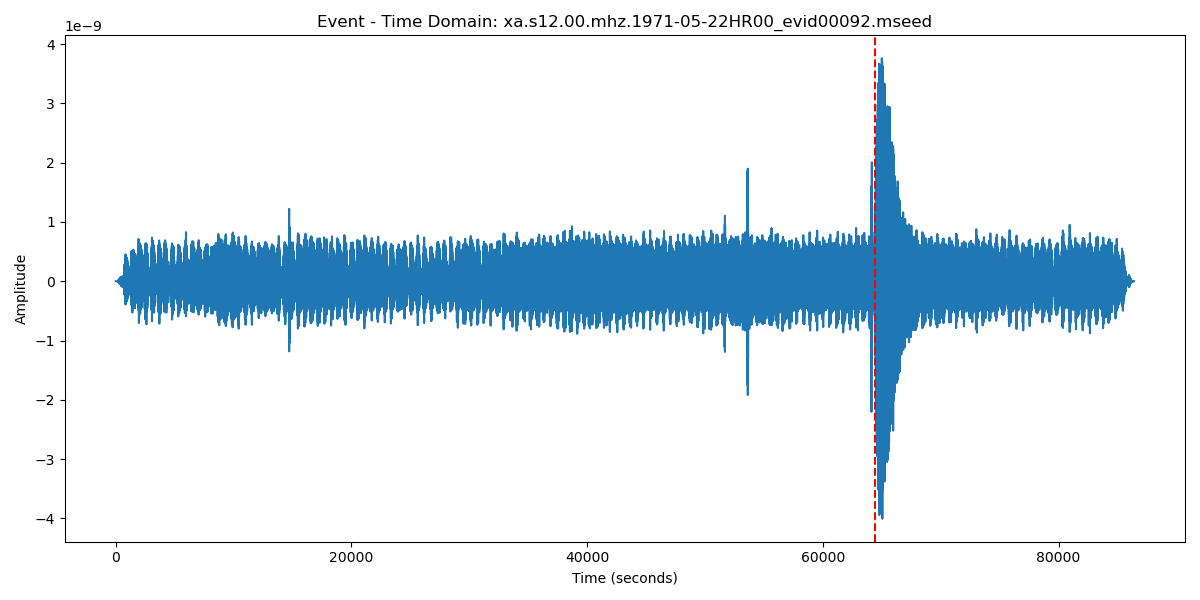 Event - Time Domain: xa.s12.00.mhz.1971-05-22HR00_evid00092.mseed
1e−9
4
3
2
1
0
−1
−2
−3
−4
Amplitude
0 20000 40000 60000 80000
Time (seconds)